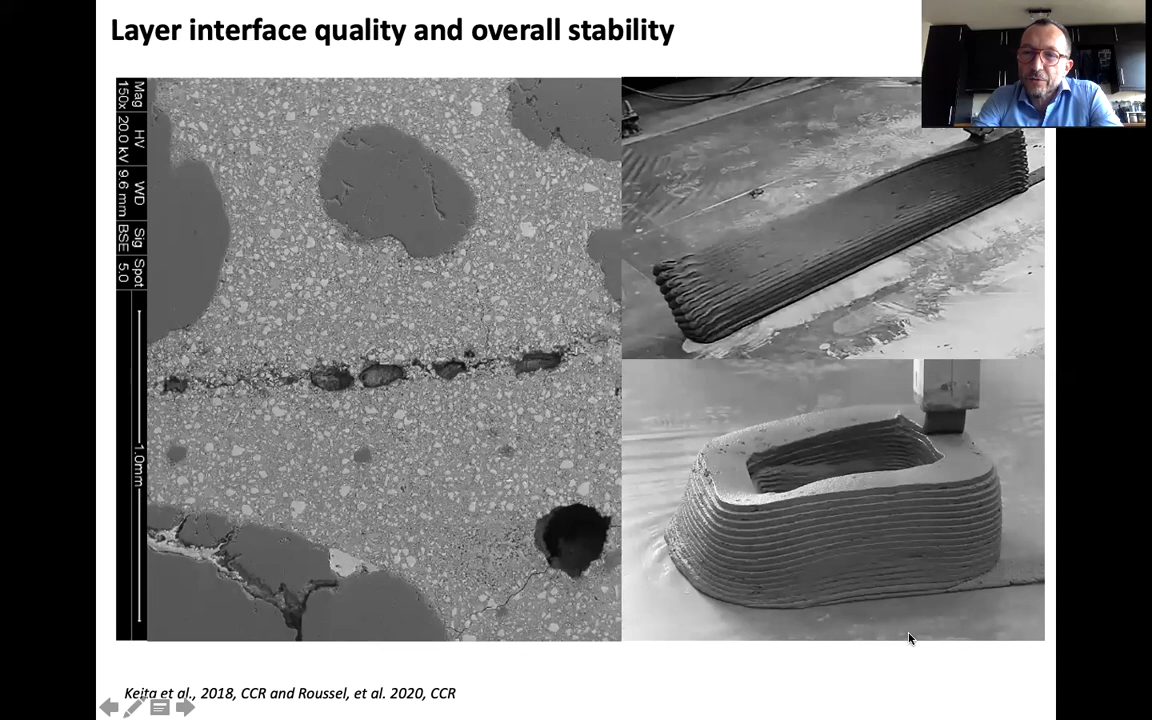 Layer interface quality and overall stability
Mag HV WD Sig Spot
150x 20.0 kV 9.6 mm BSE 5.0
1.0mm
Keita et al., 2018, CCR and Roussel, et al. 2020, CCR